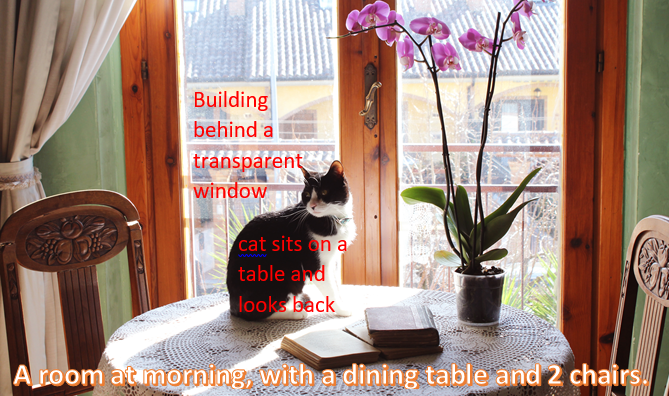 Building
behind a
transparent
window
cat sits on a
table and
looks back
A room at morning, with a dining table and 2 chairs.